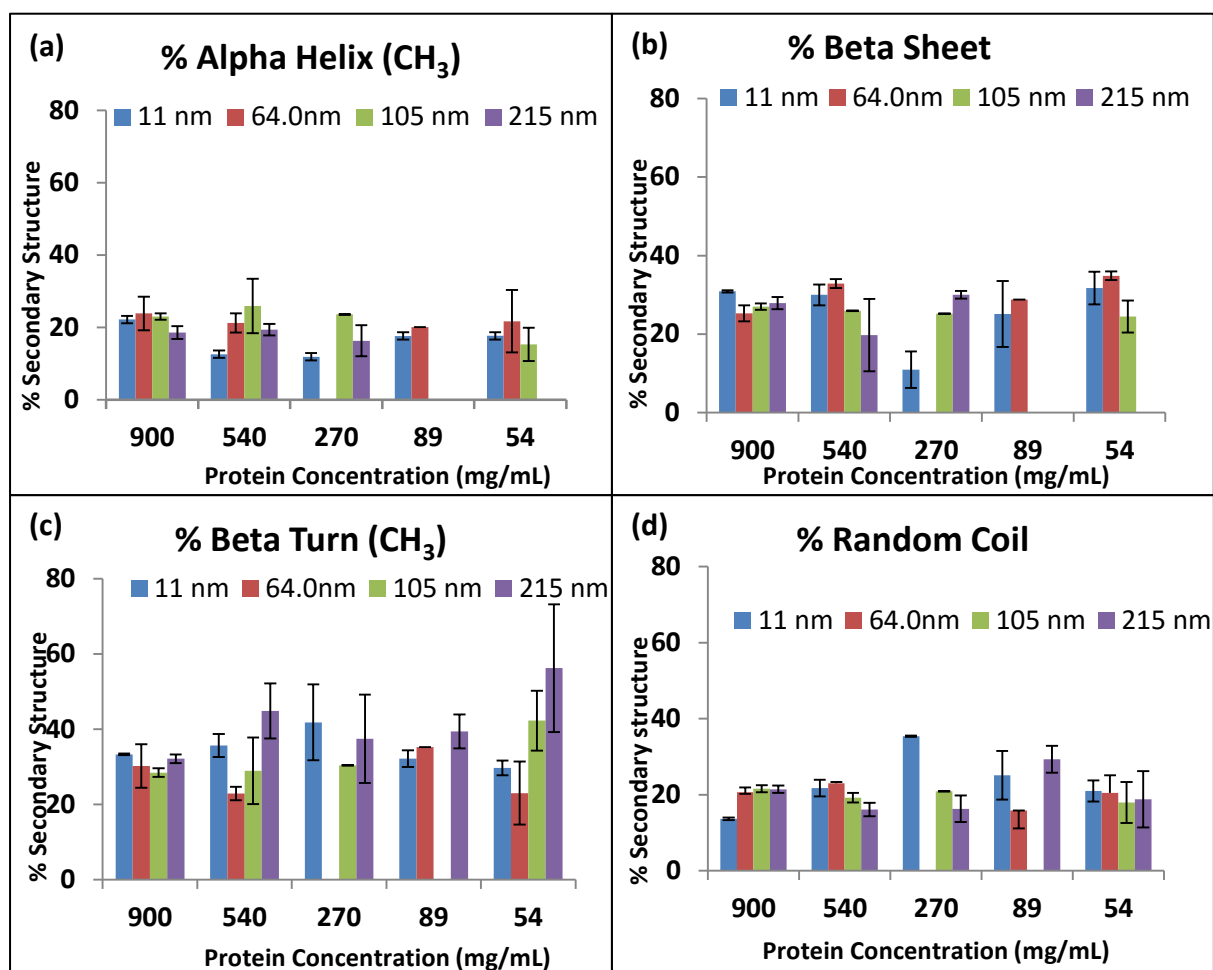 (a)
% Alpha Helix (CH₃)
11 nm 64.0nm 105 nm 215 nm
% Secondary Structure
80
60
40
20
0
900 540 270 89 54
Protein Concentration (mg/mL)
(b)
% Beta Sheet
11 nm 64.0nm 105 nm 215 nm
% Secondary Structure
80
60
40
20
0
900 540 270 89 54
Protein Concentration (mg/mL)
(c)
% Beta Turn (CH₃)
11 nm 64.0nm 105 nm 215 nm
% Secondary Structure
80
60
40
20
0
900 540 270 89 54
Protein Concentration (mg/mL)
(d)
% Random Coil
11 nm 64.0nm 105 nm 215 nm
% Secondary Structure
80
60
40
20
0
900 540 270 89 54
Protein Concentration (mg/mL)